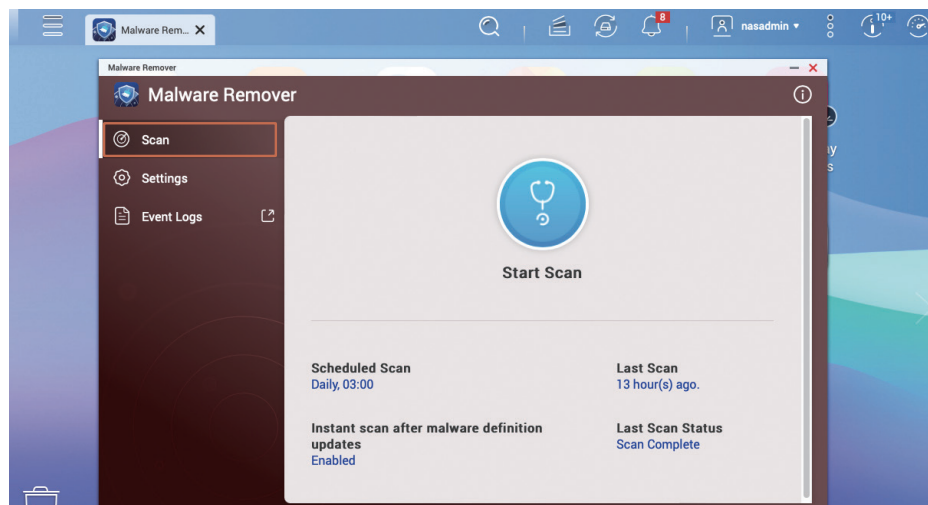 Malware Rem...
8
nasadmin
10+
Malware Remover
Malware Remover
Scan
Settings
Event Logs
Start Scan
Scheduled Scan
Daily, 03:00
Last Scan
13 hour(s) ago.
Instant scan after malware definition
updates
Enabled
Last Scan Status
Scan Complete